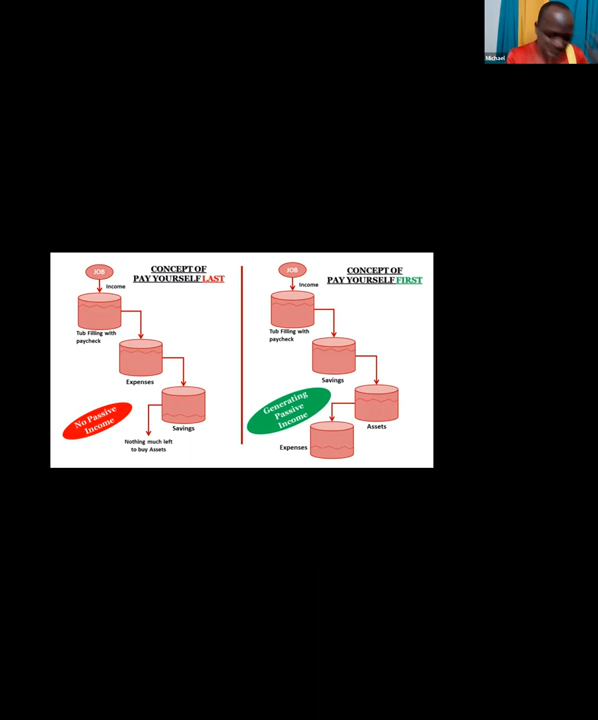 Michael
JOB
CONCEPT OF
PAY YOURSELF LAST
Income
Tub Filling with
paycheck
Expenses
Savings
No Passive
Income
Nothing much left
to buy Assets
JOB
CONCEPT OF
PAY YOURSELF FIRST
Income
Tub Filling with
paycheck
Savings
Assets
Generating
Passive
Income
Expenses